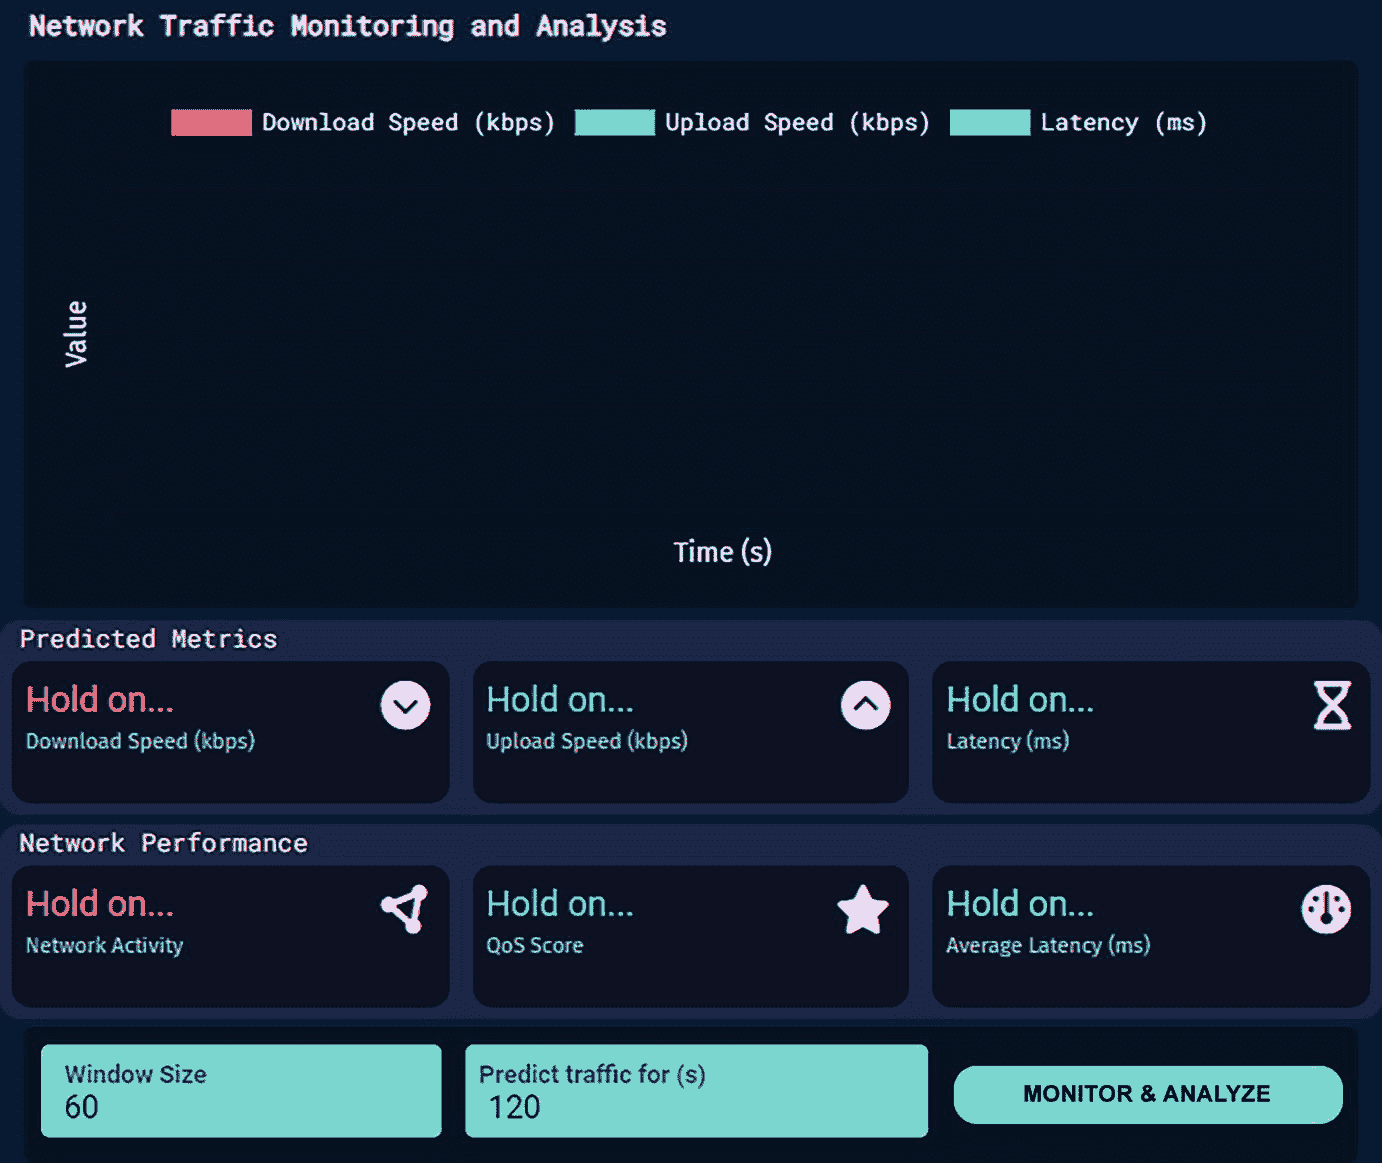 Network Traffic Monitoring and Analysis
Download Speed (kbps) Upload Speed (kbps) Latency (ms)
Value
Time (s)
Predicted Metrics
Hold on...
Download Speed (kbps)
Hold on...
Upload Speed (kbps)
Hold on...
Latency (ms)
Network Performance
Hold on...
Network Activity
Hold on...
QoS Score
Hold on...
Average Latency (ms)
Window Size
60
Predict traffic for (s)
120
MONITOR & ANALYZE